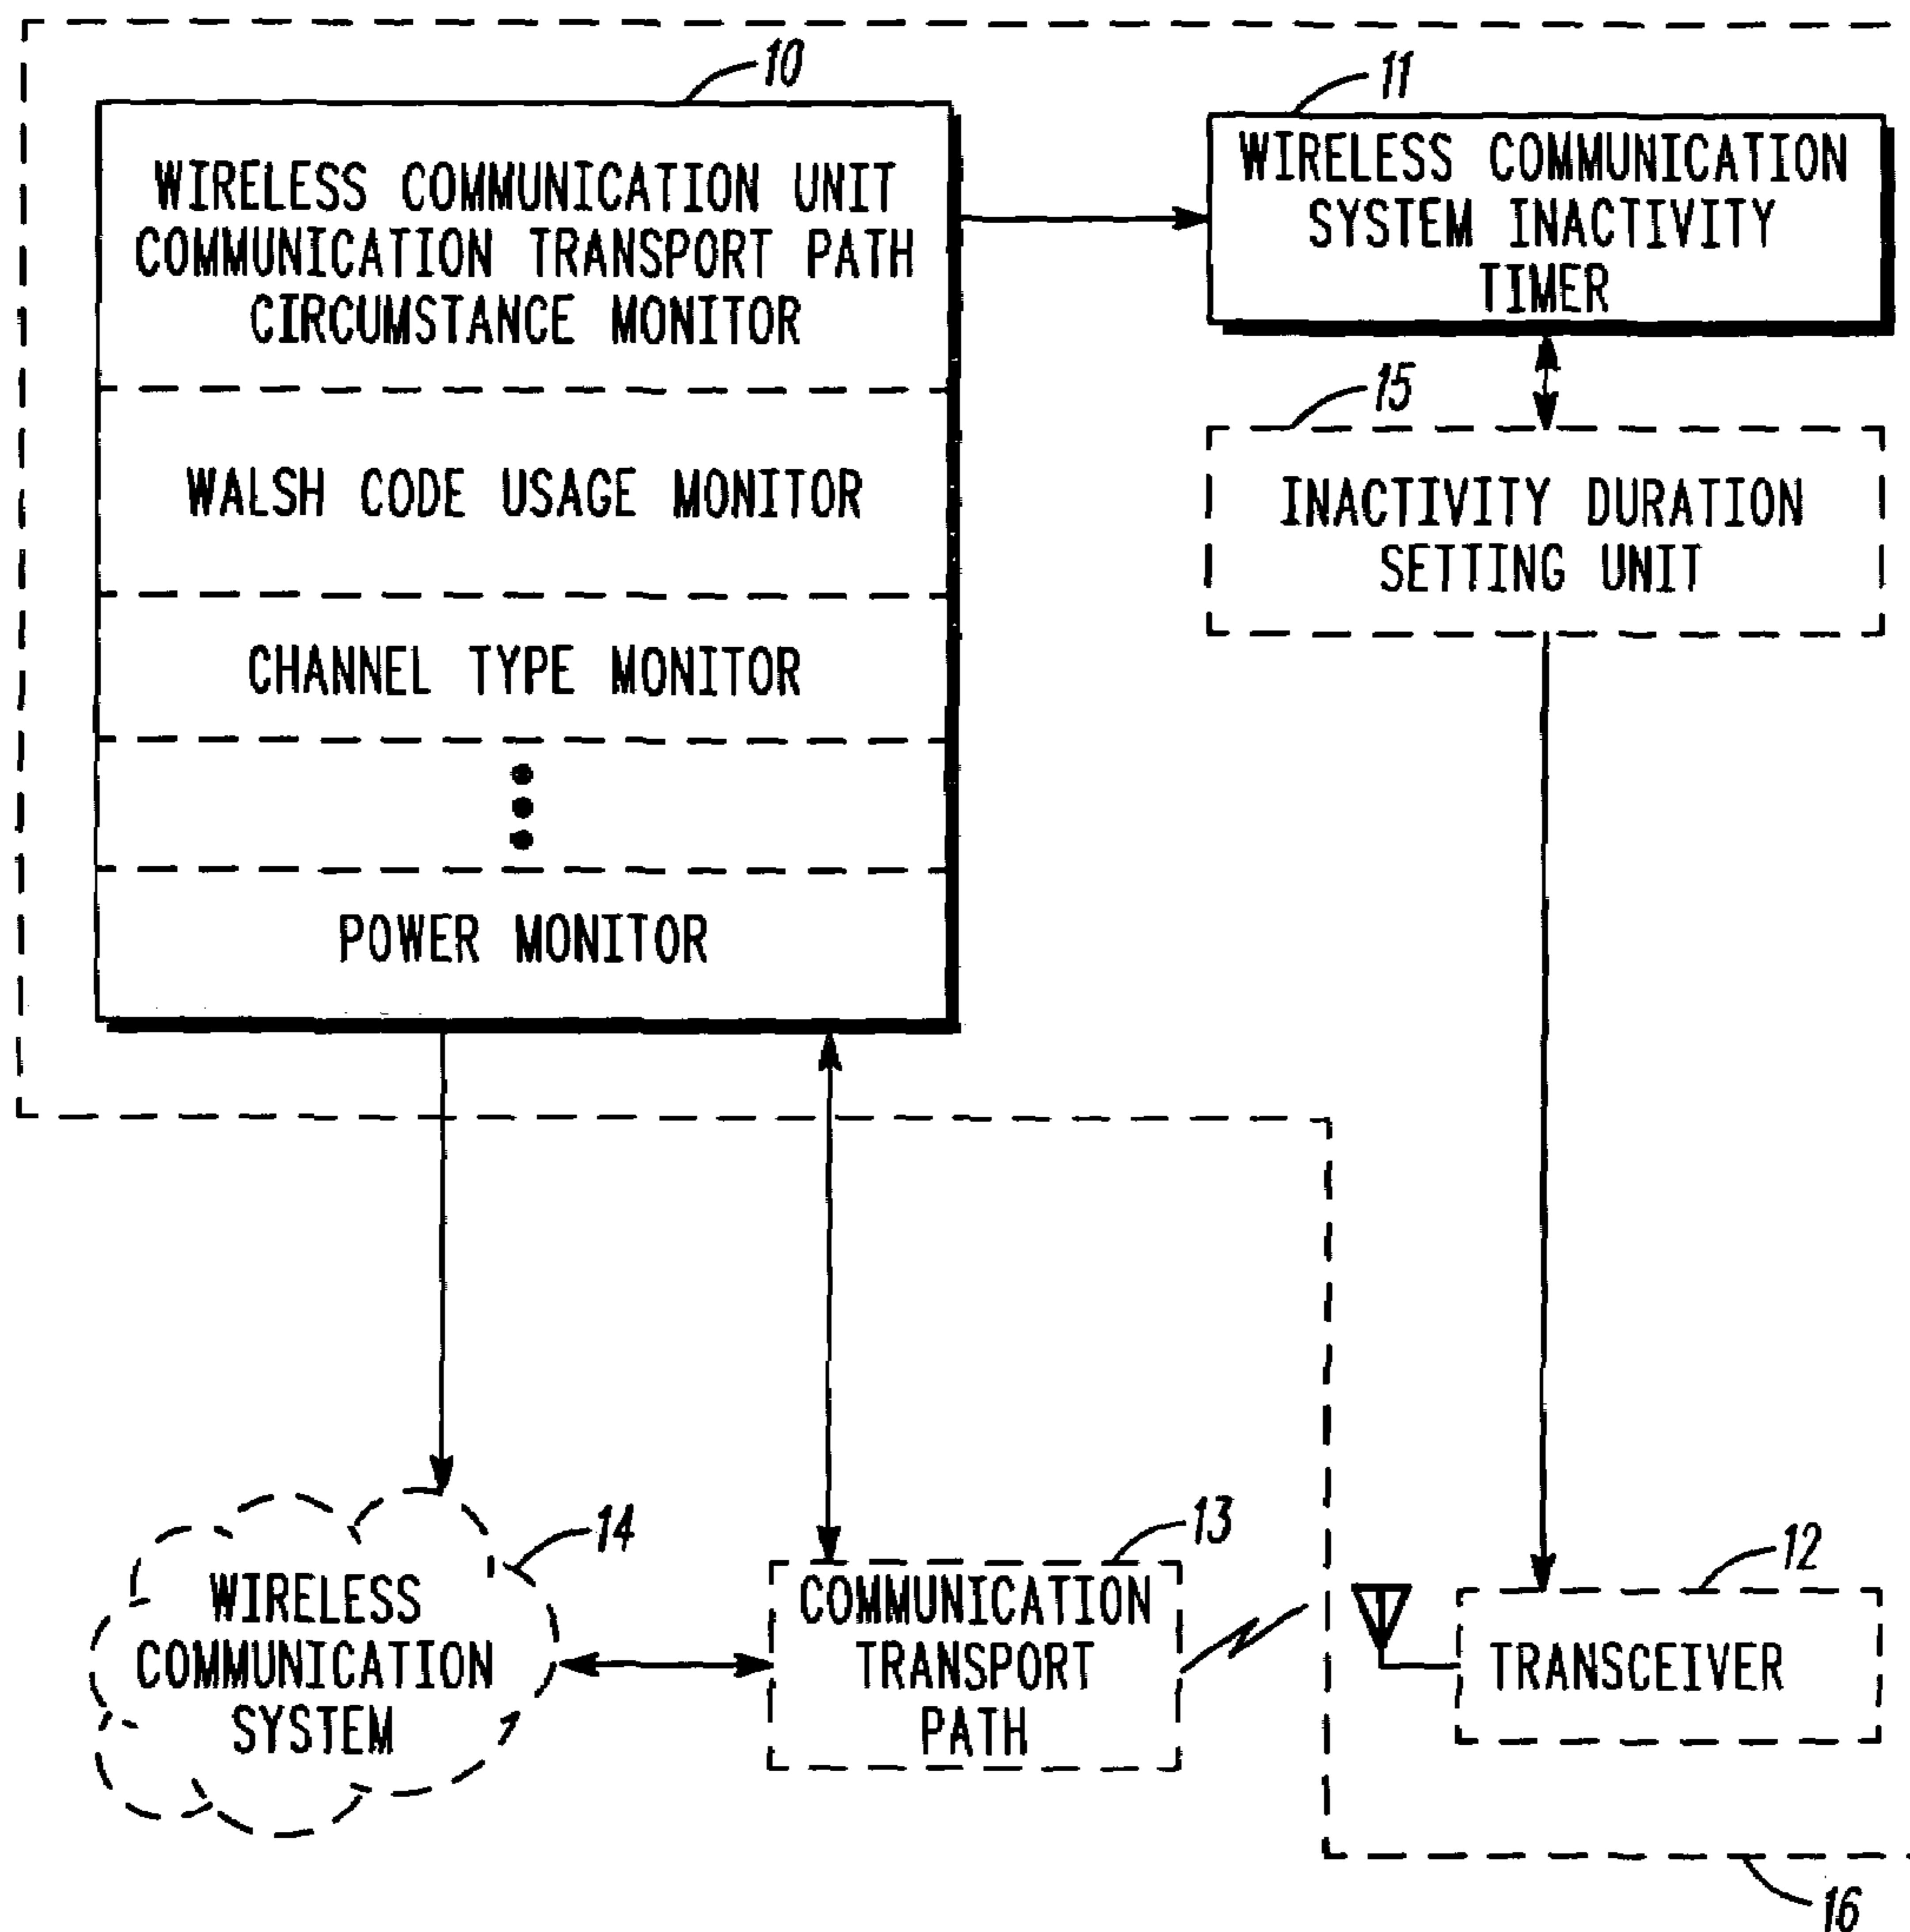 10
WIRELESS COMMUNICATION UNIT
COMMUNICATION TRANSPORT PATH
CIRCUMSTANCE MONITOR
WALSH CODE USAGE MONITOR
CHANNEL TYPE MONITOR
POWER MONITOR
11
WIRELESS COMMUNICATION
SYSTEM INACTIVITY
TIMER
15
INACTIVITY DURATION
SETTING UNIT
14
WIRELESS
COMMUNICATION
SYSTEM
13
COMMUNICATION
TRANSPORT
PATH
12
TRANSCEIVER
16